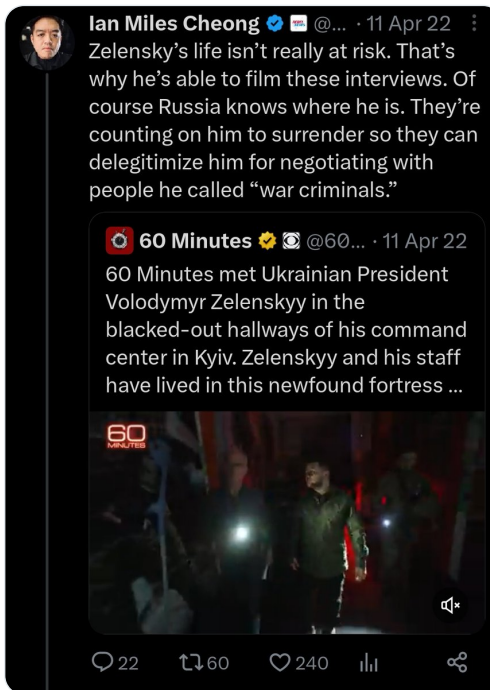 Ian Miles Cheong @... · 11 Apr 22
Zelensky's life isn't really at risk. That's
why he's able to film these interviews. Of
course Russia knows where he is. They're
counting on him to surrender so they can
delegitimize him for negotiating with
people he called “war criminals.”
60 Minutes @60... · 11 Apr 22
60 Minutes met Ukrainian President
Volodymyr Zelenskyy in the
blacked-out hallways of his command
center in Kyiv. Zelenskyy and his staff
have lived in this newfound fortress ...
60
MINUTES
22 60 240